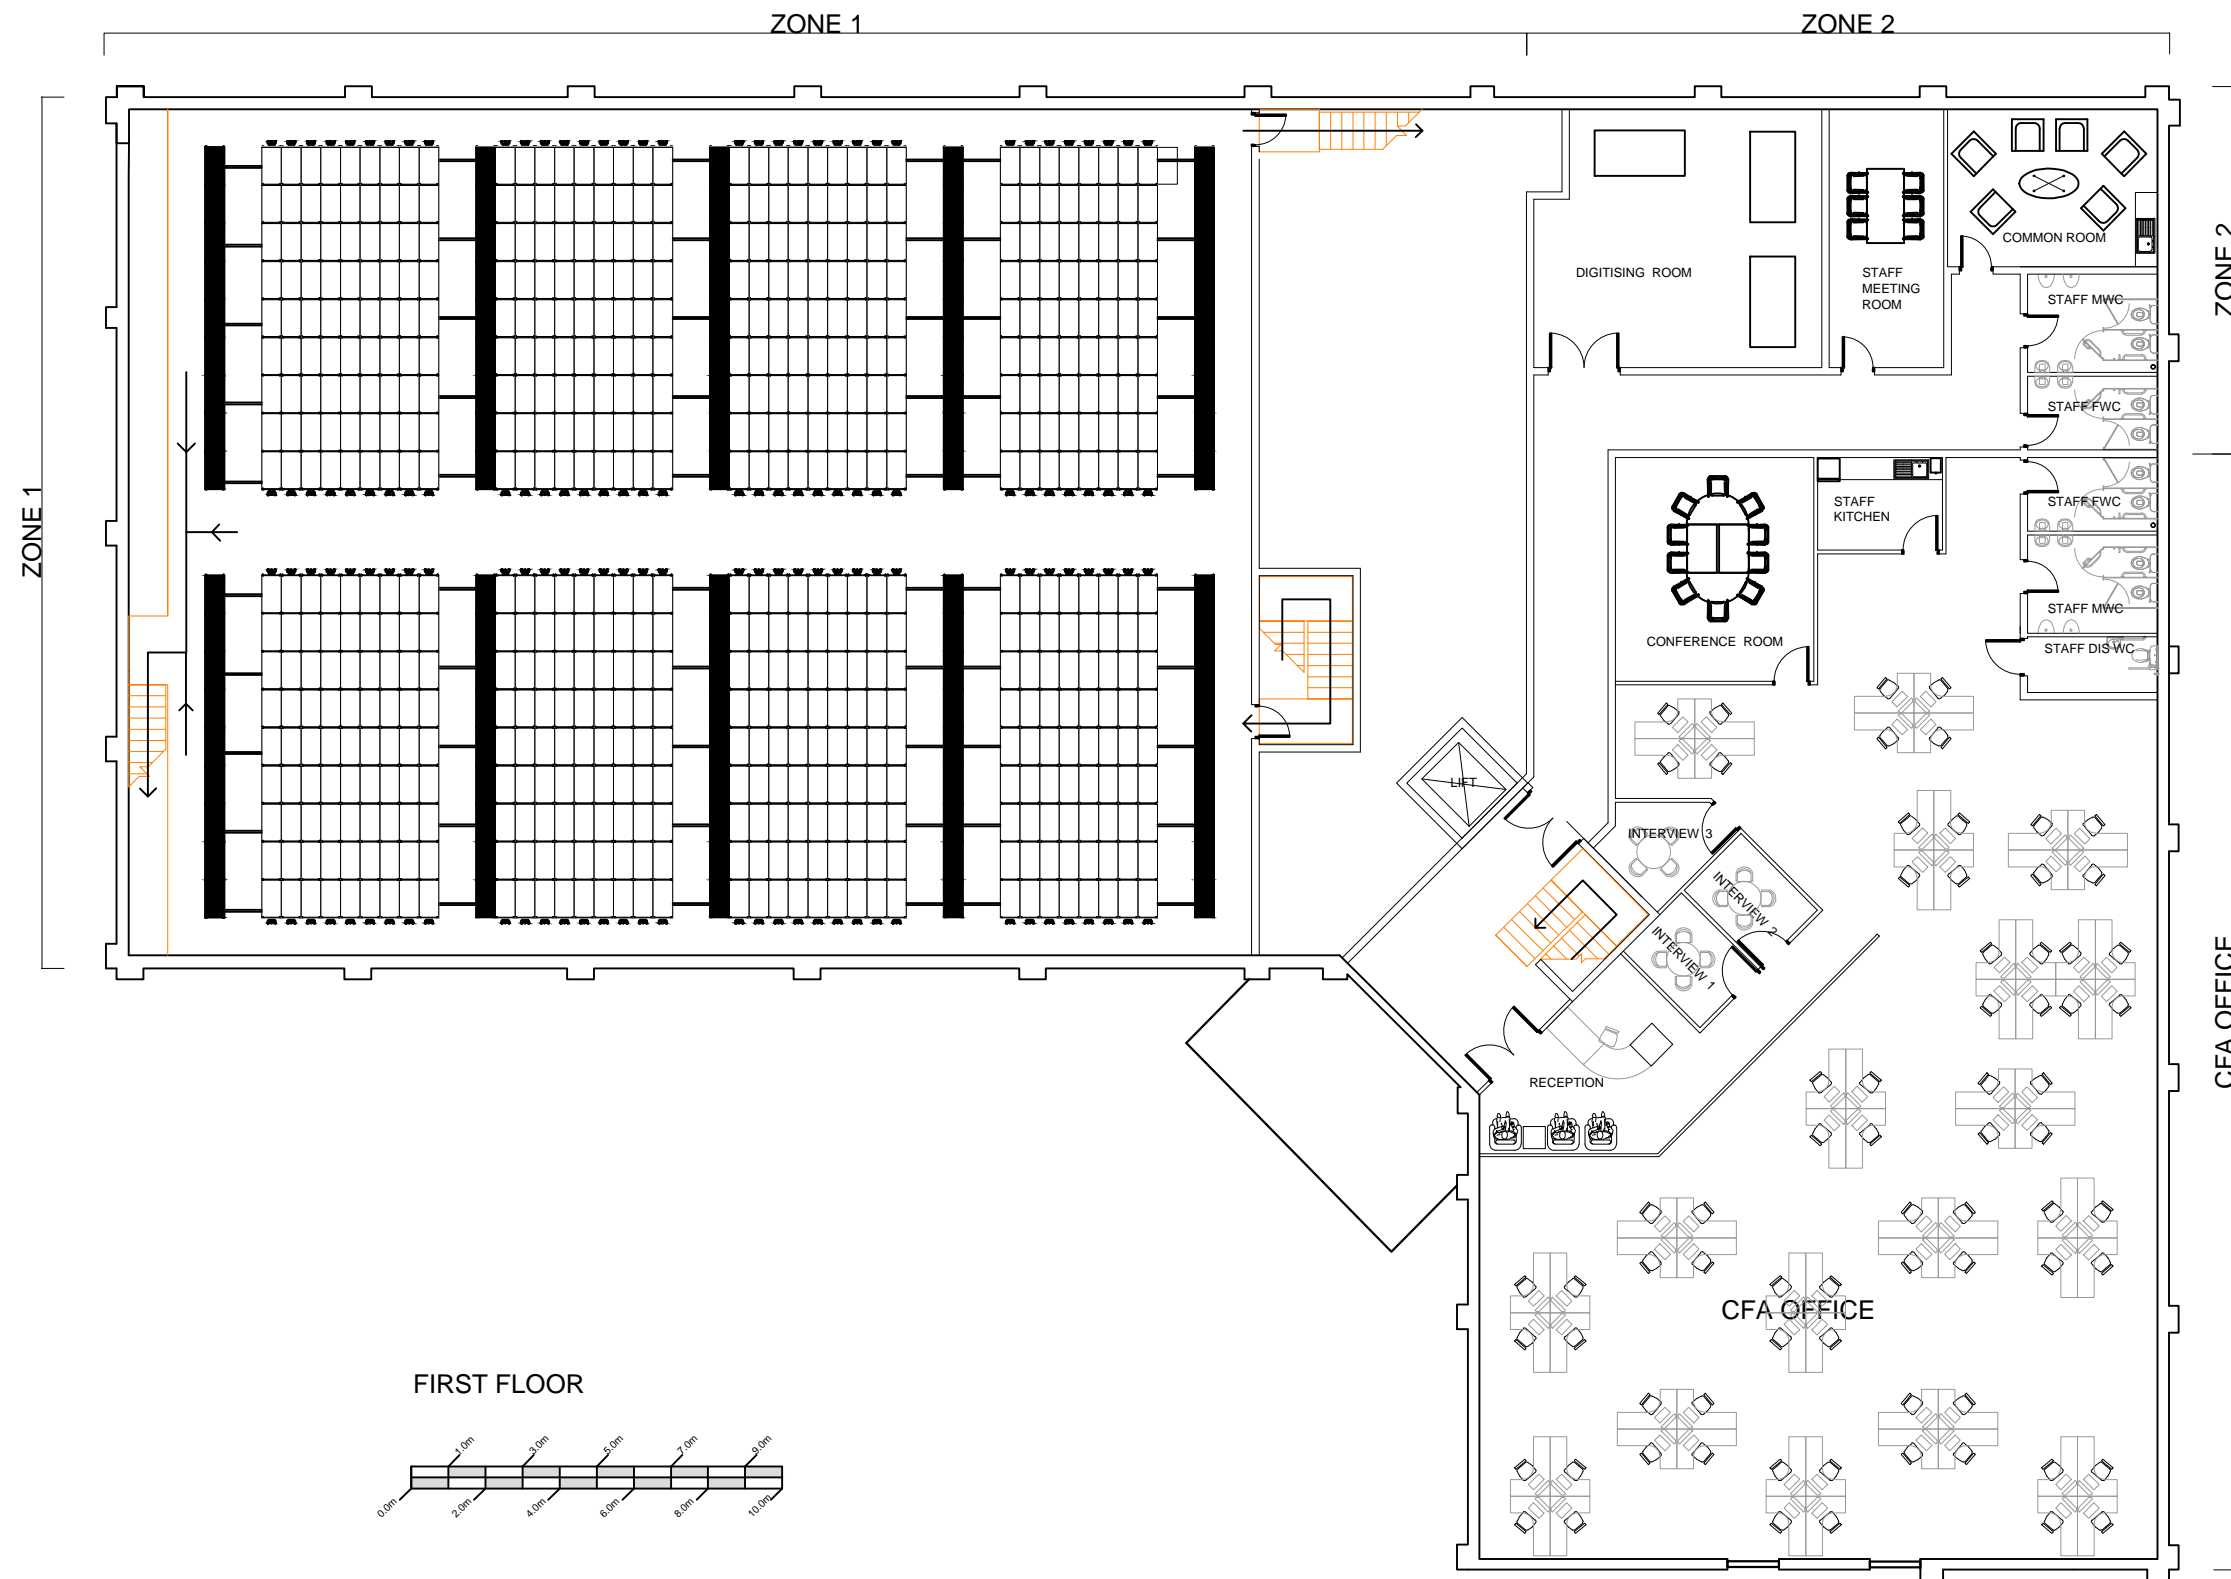 ZONE 1
ZONE 2
ZONE 1
ZONE 2
CFA OFFICE
DIGITISING ROOM
STAFF
MEETING
ROOM
COMMON ROOM
STAFF MWC
STAFF FWC
STAFF FWC
STAFF MWC
STAFF DIS WC
STAFF
KITCHEN
CONFERENCE ROOM
LIFT
INTERVIEW 3
INTERVIEW 2
INTERVIEW 1
RECEPTION
CFA OFFICE
FIRST FLOOR
1.0m
3.0m
5.0m
7.0m
9.0m
0.0m
2.0m
4.0m
6.0m
8.0m
10.0m